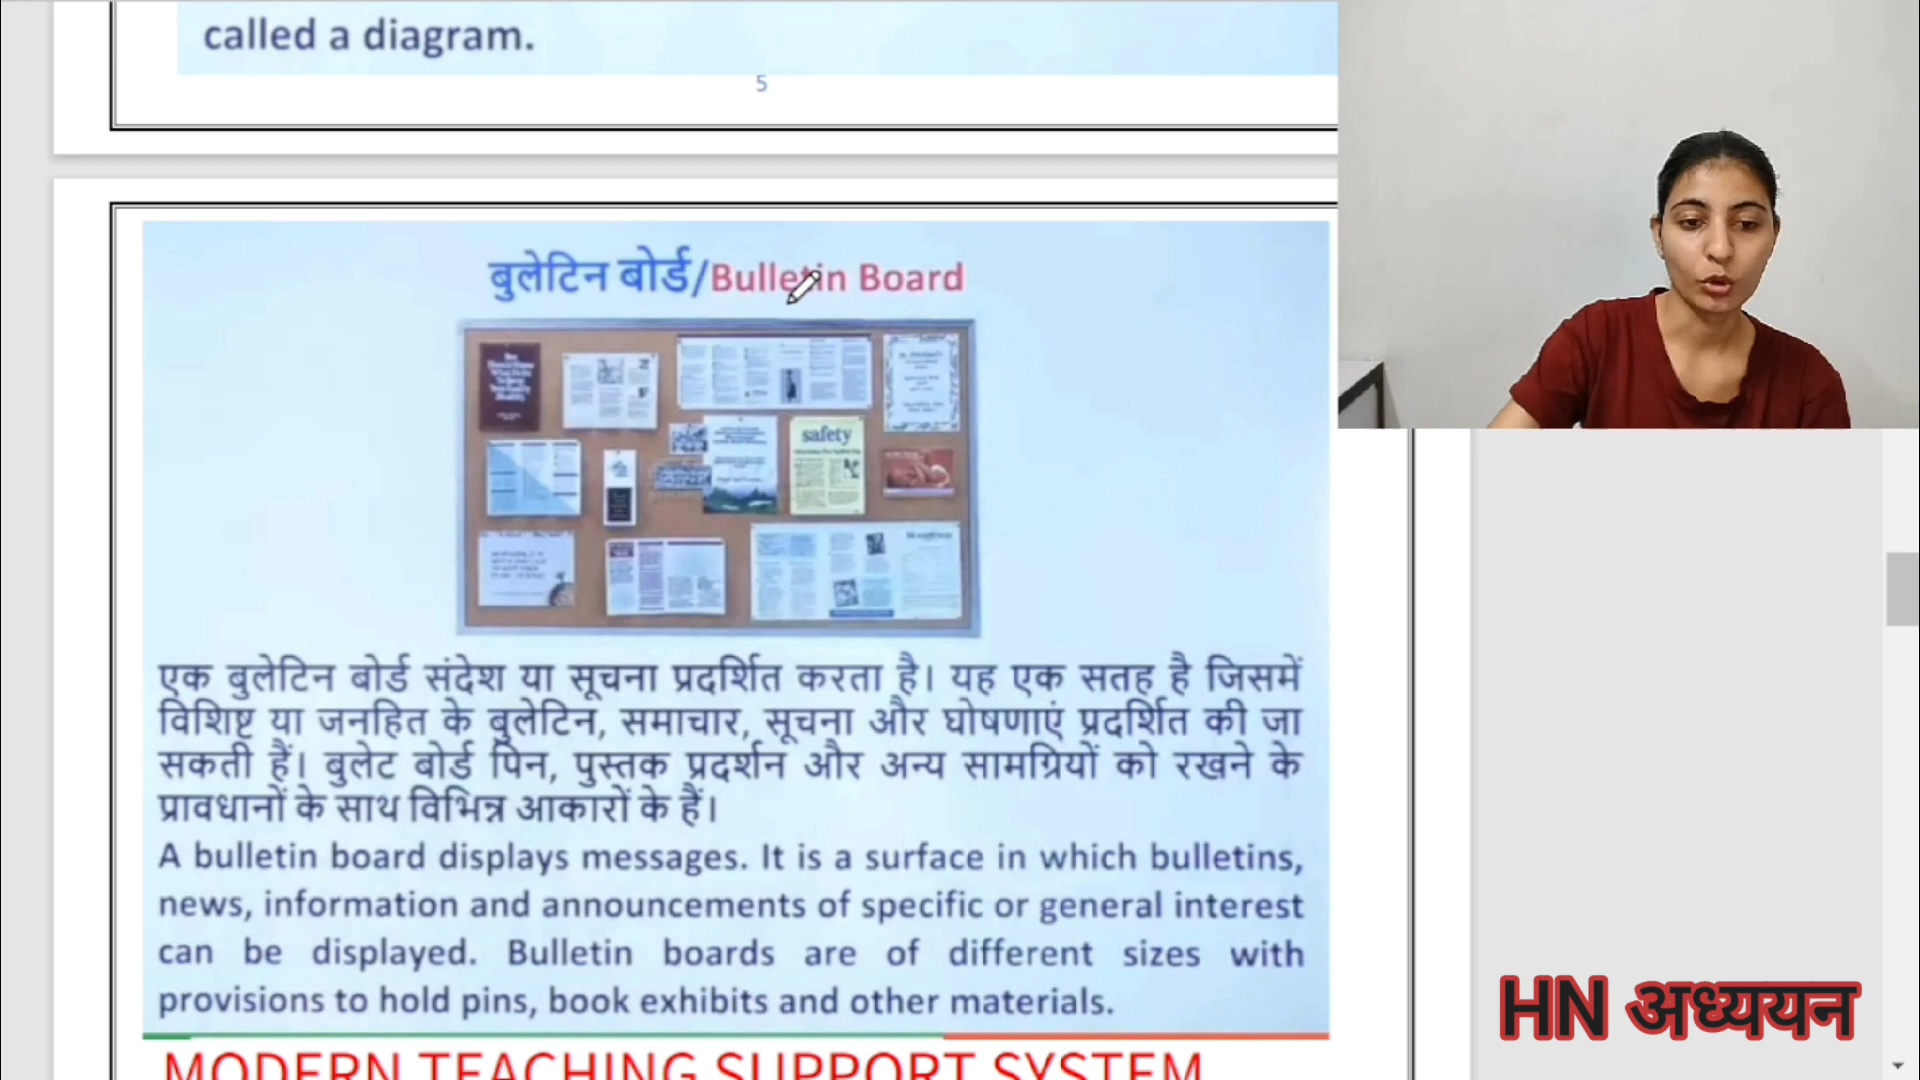 called a diagram.
5
बुलेटिन बोर्ड/Bulletin Board
safety
एक बुलेटिन बोर्ड संदेश या सूचना प्रदर्शित करता है। यह एक सतह है जिसमें
विशिष्ट या जनहित के बुलेटिन, समाचार, सूचना और घोषणाएं प्रदर्शित की जा
सकती हैं। बुलेट बोर्ड पिन, पुस्तक प्रदर्शन और अन्य सामग्रियों को रखने के
प्रावधानों के साथ विभिन्न आकारों के हैं।
A bulletin board displays messages. It is a surface in which bulletins,
news, information and announcements of specific or general interest
can be displayed. Bulletin boards are of different sizes with
provisions to hold pins, book exhibits and other materials.
MODERN TEACHING SUPPORT SYSTEM
HN अध्ययन